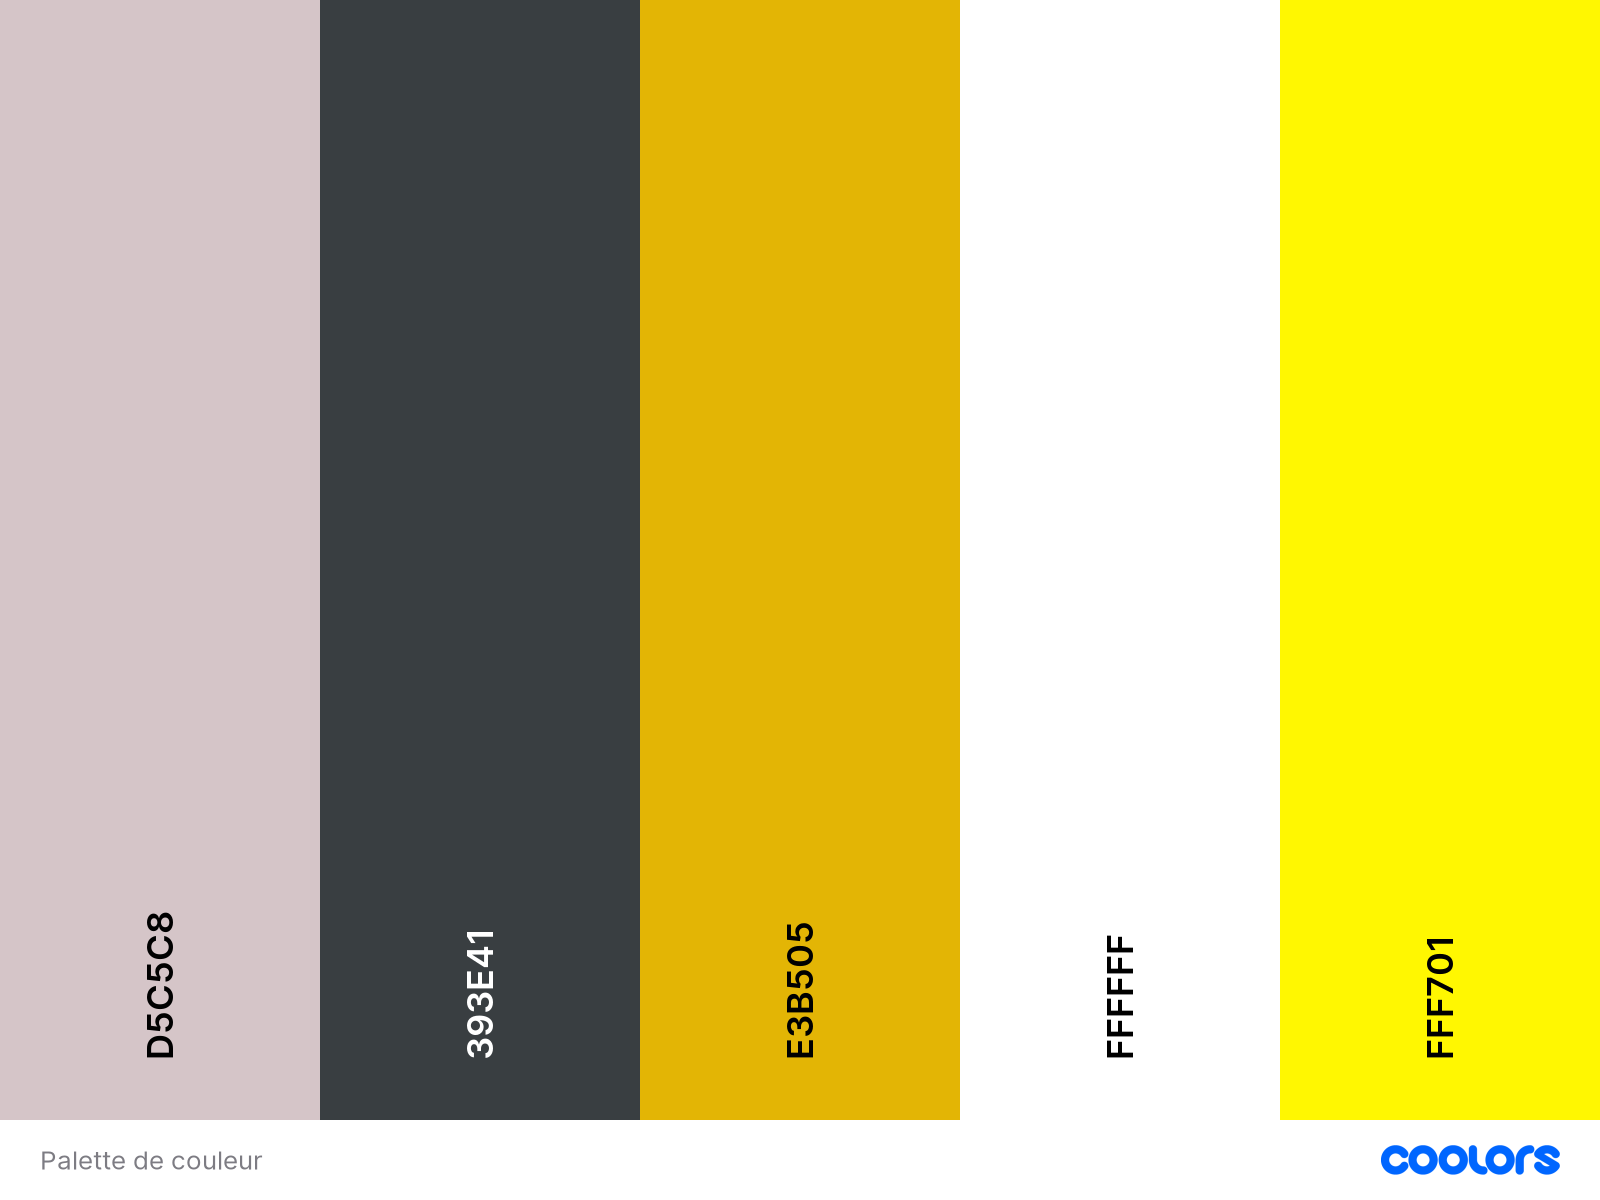 D5C5C8
393E41
E3B505
FFFFFF
FFF701
Palette de couleur
coolors